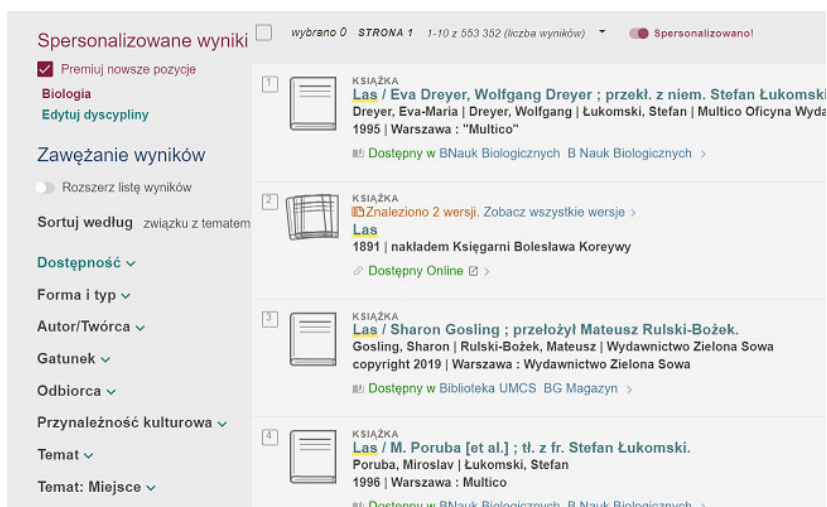 Spersonalizowane wyniki
Premiuj nowsze pozycje
Biologia
Edytuj dyscypliny
Zawężanie wyników
Rozszerz listę wyników
Sortuj według związku z tematem
Dostępność
Forma i typ
Autor/Twórca
Gatunek
Odbiorca
Przynależność kulturowa
Temat
Temat: Miejsce
wybrano 0 STRONA 1 1-10 z 553 352 (liczba wyników) Spersonalizowano!
1
KSIĄŻKA
Las / Eva Dreyer, Wolfgang Dreyer ; przekł. z niem. Stefan Łukomski
Dreyer, Eva-Maria | Dreyer, Wolfgang | Łukomski, Stefan | Multico Oficyna Wyda
1995 | Warszawa : "Multico"
Dostępny w BNauk Biologicznych B Nauk Biologicznych >
2
KSIĄŻKA
Znaleziono 2 wersji. Zobacz wszystkie wersje >
Las
1891 | nakładem Księgarni Bolesława Koreywy
Dostępny Online >
3
KSIĄŻKA
Las / Sharon Gosling ; przełożył Mateusz Rulski-Bożek.
Gosling, Sharon | Rulski-Bożek, Mateusz | Wydawnictwo Zielona Sowa
copyright 2019 | Warszawa : Wydawnictwo Zielona Sowa
Dostępny w Biblioteka UMCS BG Magazyn >
4
KSIĄŻKA
Las / M. Poruba [et al.] ; tł. z fr. Stefan Łukomski.
Poruba, Miroslav | Łukomski, Stefan
1996 | Warszawa : Multico
Dostępny w BNauk Biologicznych B Nauk Biologicznych >